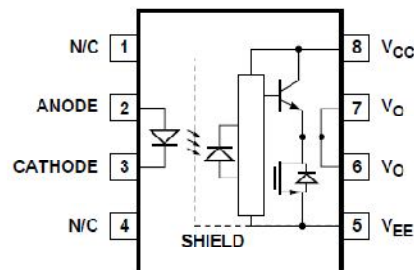 N/C 1
8 VCC
ANODE 2
7 VO
CATHODE 3
6 VO
N/C 4
5 VEE
SHIELD